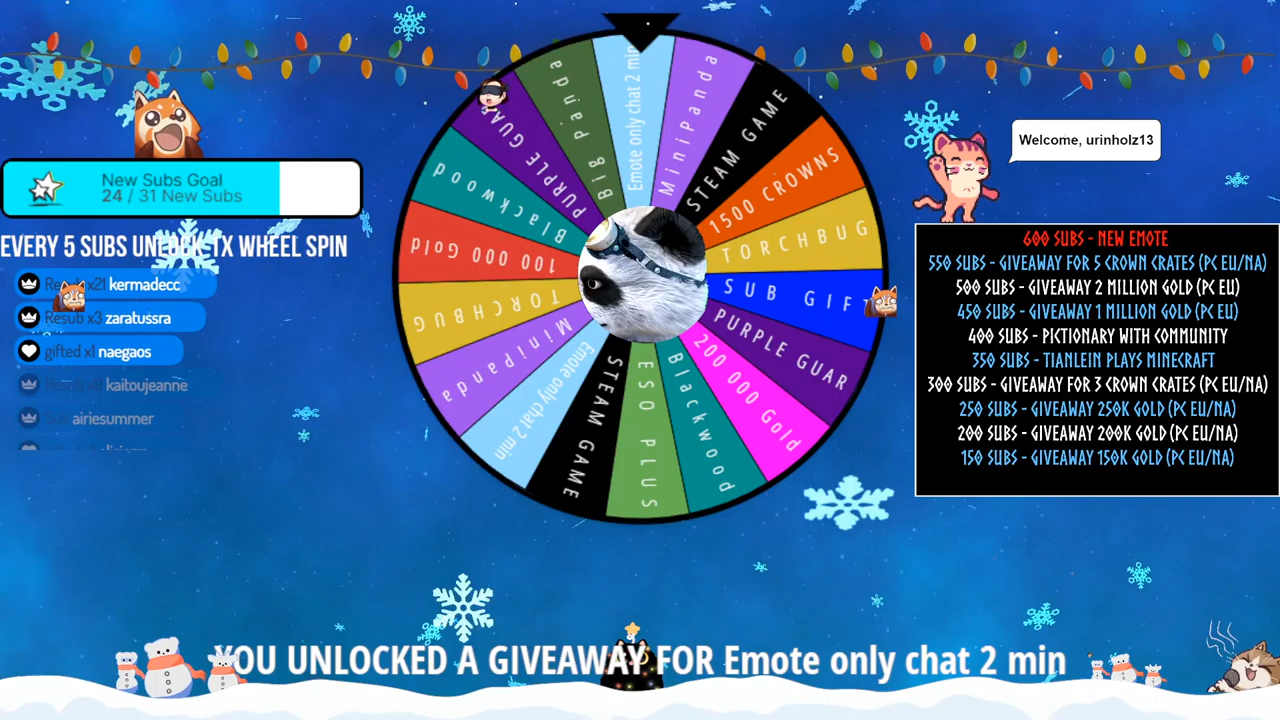 New Subs Goal
24 / 31 New Subs
EVERY 5 SUBS UNLOCK 1X WHEEL SPIN
Resub x21 kermadecc
Resub x3 zaratussra
gifted x1 naegaos
Resub x9 kaitoujeanne
Sub airiesummer
Emote only chat 2 min
MiniPanda
STEAM GAME
1500 CROWNS
TORCHBUG
SUB GIFT
PURPLE GUAR
200 000 Gold
Blackwood
ESO PLUS
STEAM GAME
Emote only chat 2 min
MiniPanda
TORCHBUG
100 000 Gold
Blackwood
PURPLE GUAR
Big panda
Welcome, urinholz13
600 SUBS - NEW EMOTE
550 SUBS - GIVEAWAY FOR 5 CROWN CRATES (PC EU/NA)
500 SUBS - GIVEAWAY 2 MILLION GOLD (PC EU)
450 SUBS - GIVEAWAY 1 MILLION GOLD (PC EU)
400 SUBS - PICTIONARY WITH COMMUNITY
350 SUBS - TIANLEIN PLAYS MINECRAFT
300 SUBS - GIVEAWAY FOR 3 CROWN CRATES (PC EU/NA)
250 SUBS - GIVEAWAY 250K GOLD (PC EU/NA)
200 SUBS - GIVEAWAY 200K GOLD (PC EU/NA)
150 SUBS - GIVEAWAY 150K GOLD (PC EU/NA)
YOU UNLOCKED A GIVEAWAY FOR Emote only chat 2 min